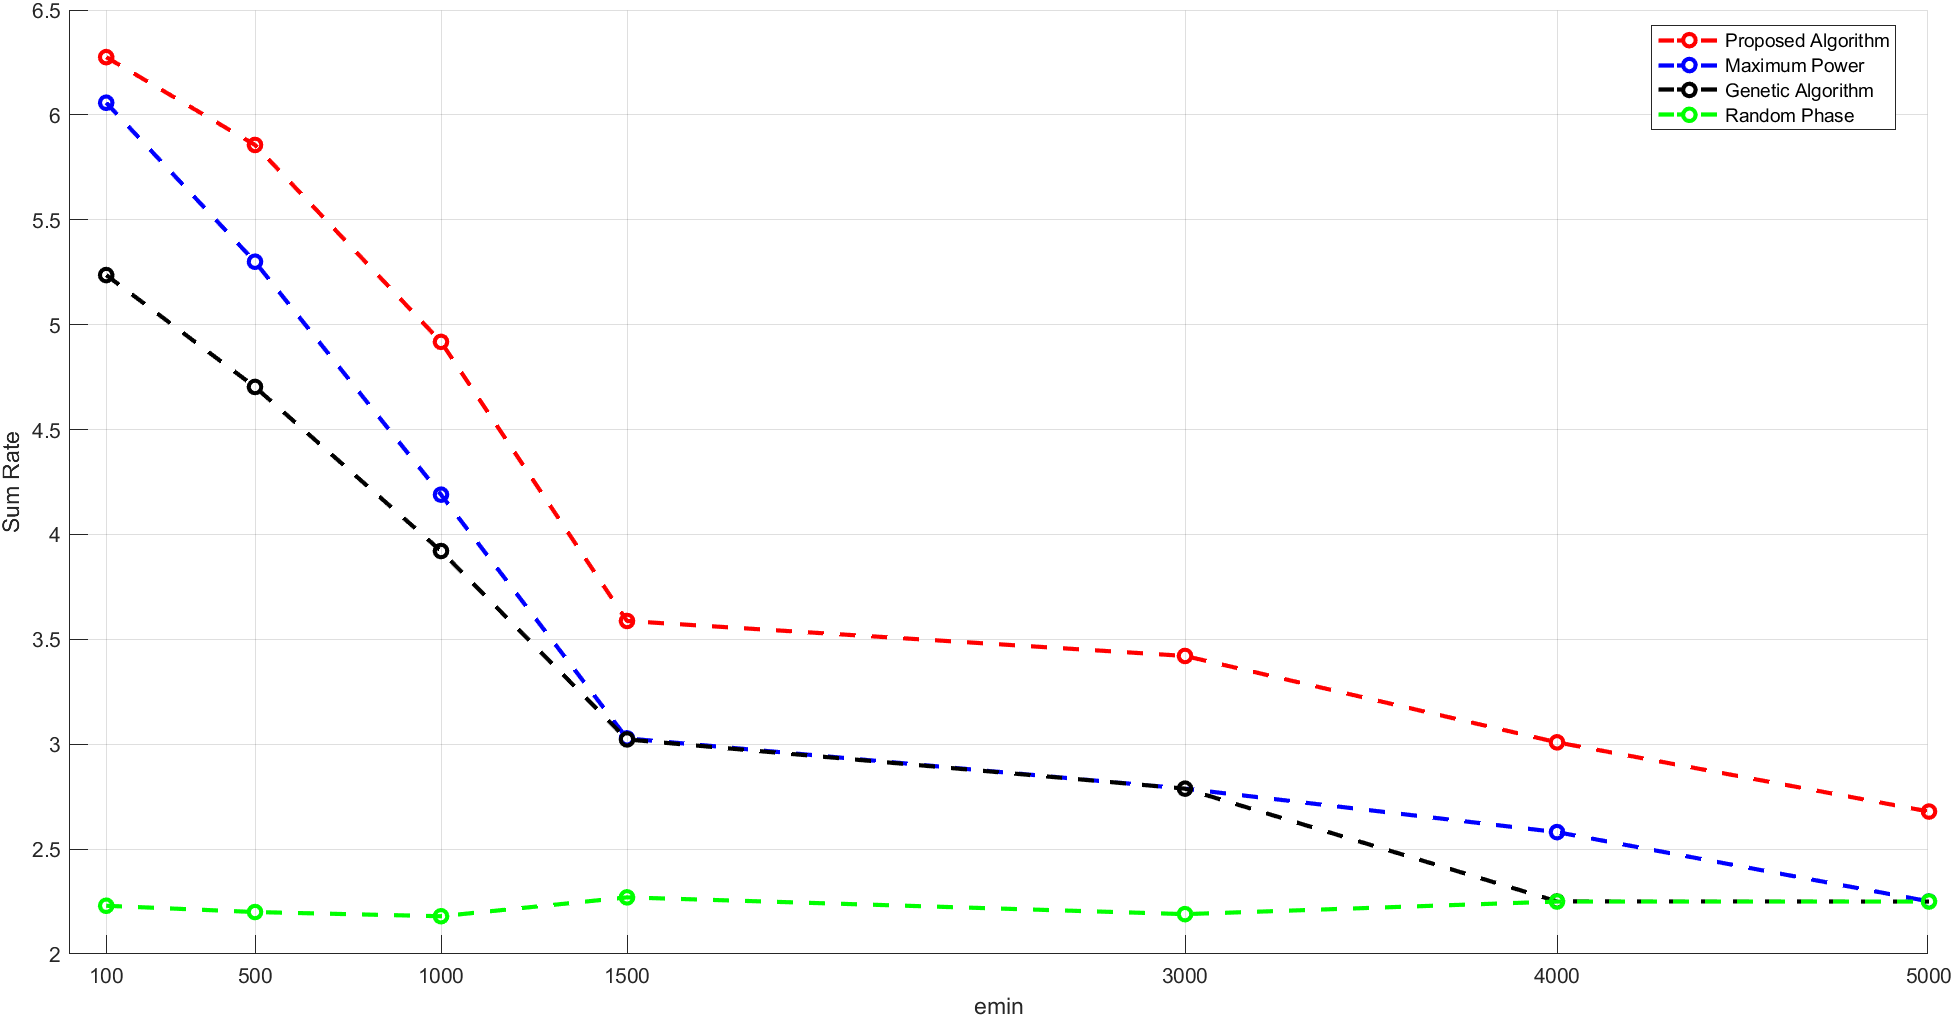 6.5
6
5.5
5
4.5
4
3.5
3
2.5
2
Sum Rate
100 500 1000 1500 3000 4000 5000
emin
Proposed Algorithm
Maximum Power
Genetic Algorithm
Random Phase